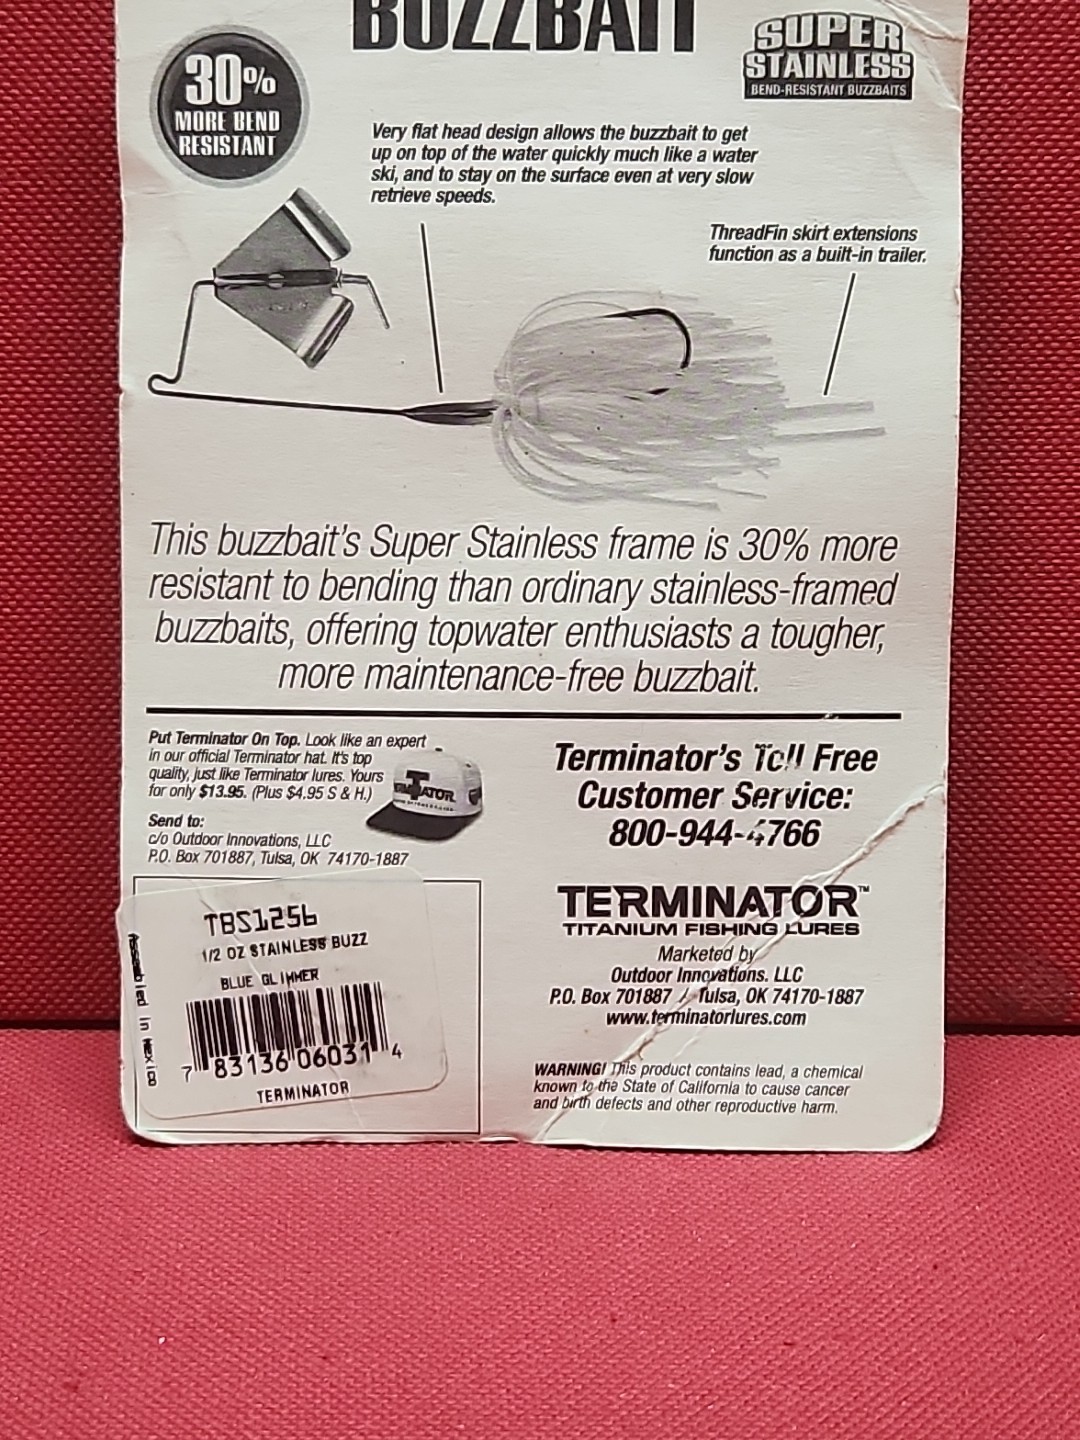 BUZZBAIT
30%
MORE BEND
RESISTANT
SUPER
STAINLESS
BEND-RESISTANT BUZZBAITS
Very flat head design allows the buzzbait to get
up on top of the water quickly much like a water
ski, and to stay on the surface even at very slow
retrieve speeds.
ThreadFin skirt extensions
function as a built-in trailer.
This buzzbait's Super Stainless frame is 30% more
resistant to bending than ordinary stainless-framed
buzzbaits, offering topwater enthusiasts a tougher,
more maintenance-free buzzbait.
Put Terminator On Top. Look like an expert
in our official Terminator hat. It's top
quality, just like Terminator lures. Yours
for only $13.95. (Plus $4.95 S & H.)
Send to:
c/o Outdoor Innovations, LLC
P.O. Box 701887, Tulsa, OK 74170-1887
TERMINATOR
Terminator's Toll Free
Customer Service:
800-944-4766
TERMINATOR™
TITANIUM FISHING LURES
Marketed by
Outdoor Innovations. LLC
P.O. Box 701887 / Tulsa, OK 74170-1887
www.terminatorlures.com
WARNING! This product contains lead, a chemical
known to the State of California to cause cancer
and birth defects and other reproductive harm.
TBS1256
1/2 OZ STAINLESS BUZZ
BLUE GLIMMER
7 83136 06031 4
TERMINATOR
Assembled in Mexico